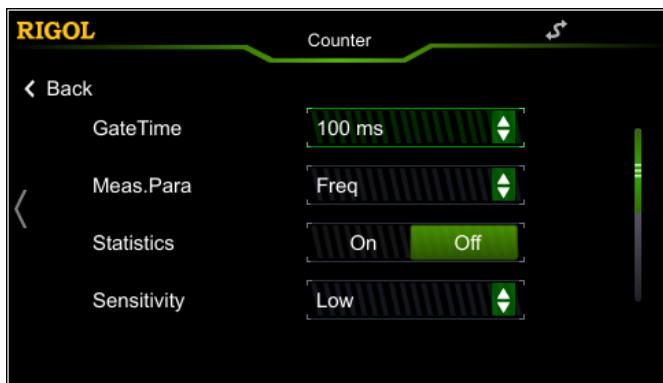 RIGOL
Counter
Back
GateTime 100 ms
Meas.Para Freq
Statistics On Off
Sensitivity Low